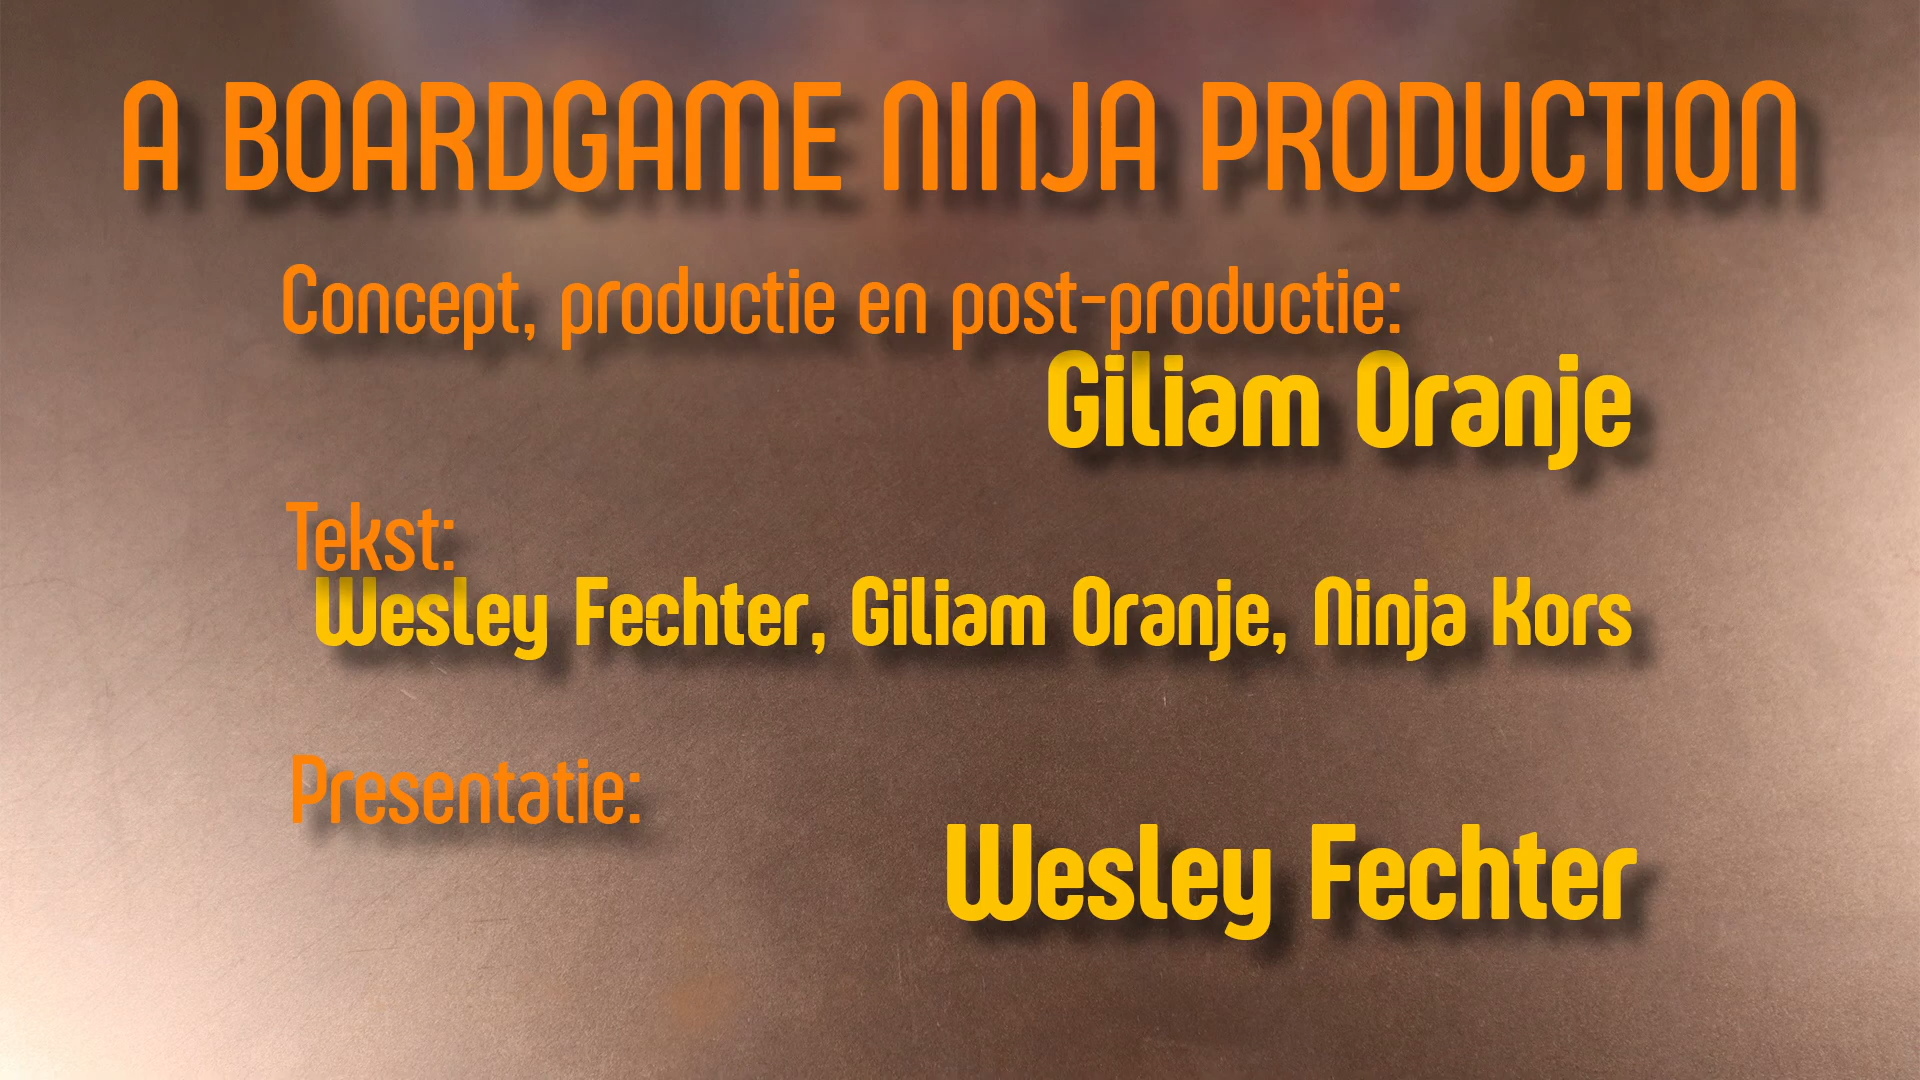 A BOARDGAME NINJA PRODUCTION
Concept, productie en post-productie:
Giliam Oranje
Tekst:
Wesley Fechter, Giliam Oranje, Ninja Kors
Presentatie:
Wesley Fechter